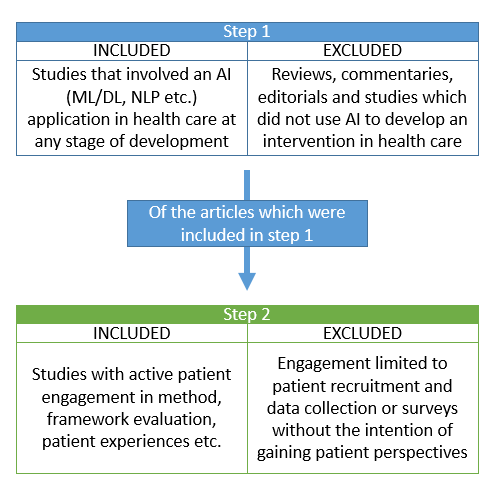 Step 1
INCLUDED
Studies that involved an AI
(ML/DL, NLP etc.)
application in health care at
any stage of development
EXCLUDED
Reviews, commentaries,
editorials and studies which
did not use AI to develop an
intervention in health care
Of the articles which were
included in step 1
Step 2
INCLUDED
Studies with active patient
engagement in method,
framework evaluation,
patient experiences etc.
EXCLUDED
Engagement limited to
patient recruitment and
data collection or surveys
without the intention of
gaining patient perspectives